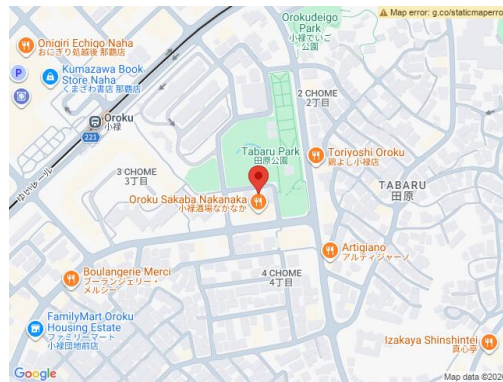 Map error: g.co/staticmaperro
Orokudeigo
Park
小禄でいご
公園
Onigiri Echigo Naha
おにぎり処越後 那覇店
Kumazawa Book
Store Naha
くまざわ書店 那覇店
P
2 CHOME
2丁目
Oroku
小禄
221
Tabaru Park
田原公園
Toriyoshi Oroku
鶏よし小禄店
3 CHOME
3丁目
TABARU
田原
Oroku Sakaba Nakanaka
小禄酒場なかなか
ゆいレール
Artigiano
アルティジャーノ
Boulangerie Merci
ブーランジェリー・
メルシー
4 CHOME
4丁目
FamilyMart Oroku
Housing Estate
ファミリーマート
小禄団地前店
Izakaya Shinshintei
真心亭
Google
Map data ©202